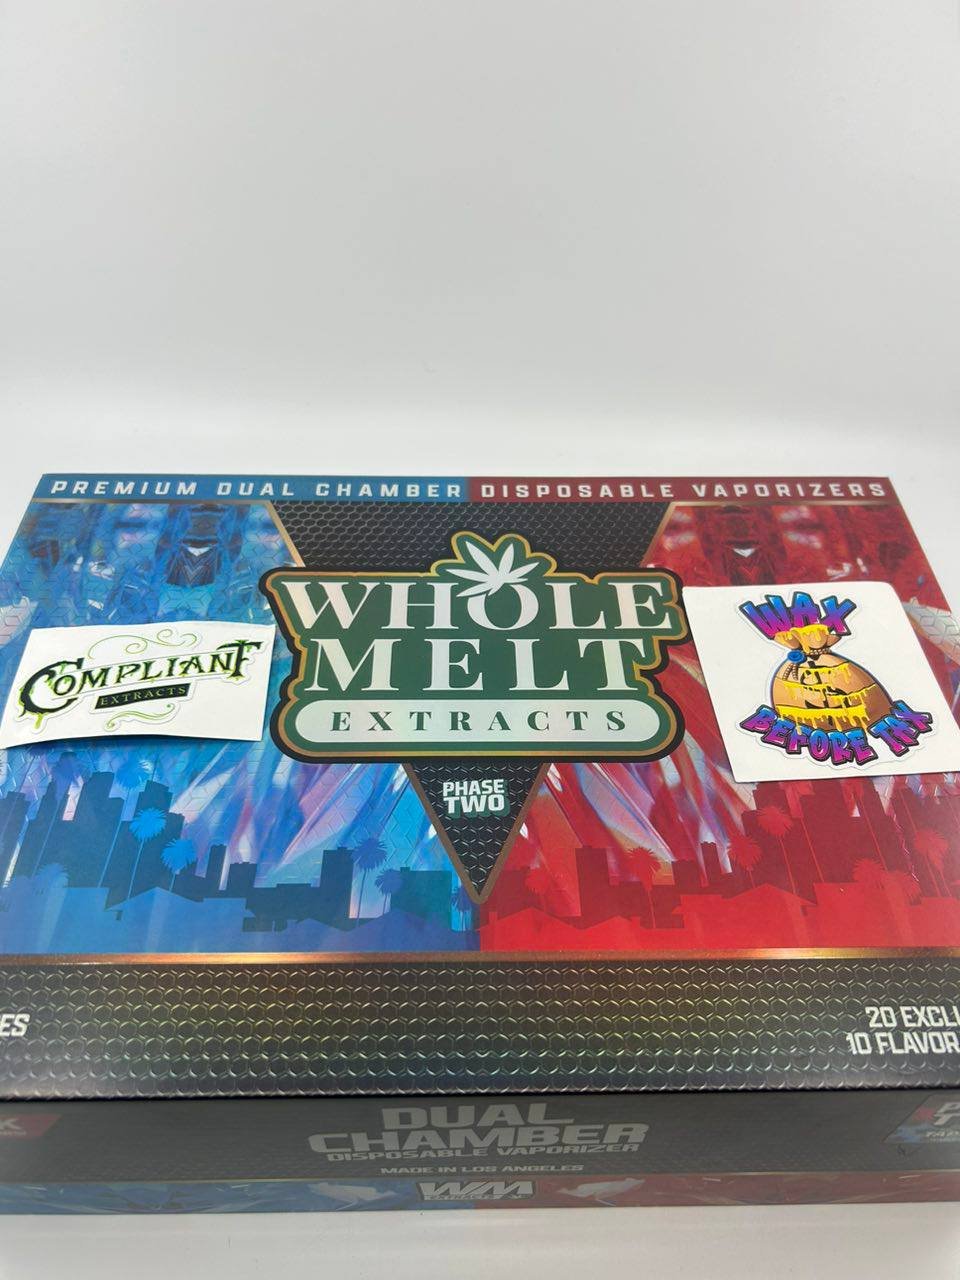 PREMIUM DUAL CHAMBER DISPOSABLE VAPORIZERS
WHOLE
MELT
EXTRACTS
PHASE
TWO
COMPLIANT
EXTRACTS
WAX
BEFORE TAX
ES
20 EXCL
10 FLAVOR
DUAL
CHAMBER
DISPOSABLE VAPORIZER
MADE IN LOS ANGELES
WM
EXTRACTS